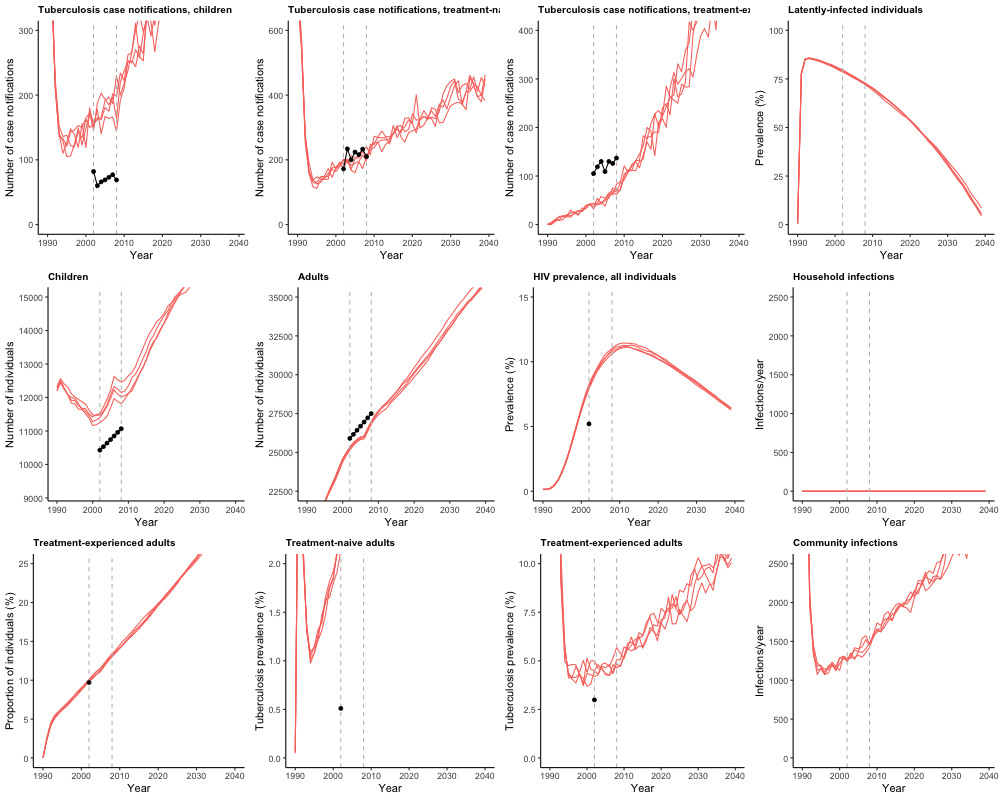 Tuberculosis case notifications, children
Number of case notifications
300
200
100
0
1990 2000 2010 2020 2030 2040
Year
Tuberculosis case notifications, treatment-na
Number of case notifications
600
400
200
0
1990 2000 2010 2020 2030 2040
Year
Tuberculosis case notifications, treatment-ex
Number of case notifications
400
300
200
100
0
1990 2000 2010 2020 2030 2040
Year
Latently-infected individuals
Prevalence (%)
100
75
50
25
0
1990 2000 2010 2020 2030 2040
Year
Children
Number of individuals
15000
14000
13000
12000
11000
10000
9000
1990 2000 2010 2020 2030 2040
Year
Adults
Number of individuals
35000
32500
30000
27500
25000
22500
1990 2000 2010 2020 2030 2040
Year
HIV prevalence, all individuals
Prevalence (%)
15
10
5
0
1990 2000 2010 2020 2030 2040
Year
Household infections
Infections/year
2500
2000
1500
1000
500
0
1990 2000 2010 2020 2030 2040
Year
Treatment-experienced adults
Proportion of individuals (%)
25
20
15
10
5
0
1990 2000 2010 2020 2030 2040
Year
Treatment-naive adults
Tuberculosis prevalence (%)
2.0
1.5
1.0
0.5
0.0
1990 2000 2010 2020 2030 2040
Year
Treatment-experienced adults
Tuberculosis prevalence (%)
10.0
7.5
5.0
2.5
0.0
1990 2000 2010 2020 2030 2040
Year
Community infections
Infections/year
2500
2000
1500
1000
500
0
1990 2000 2010 2020 2030 2040
Year